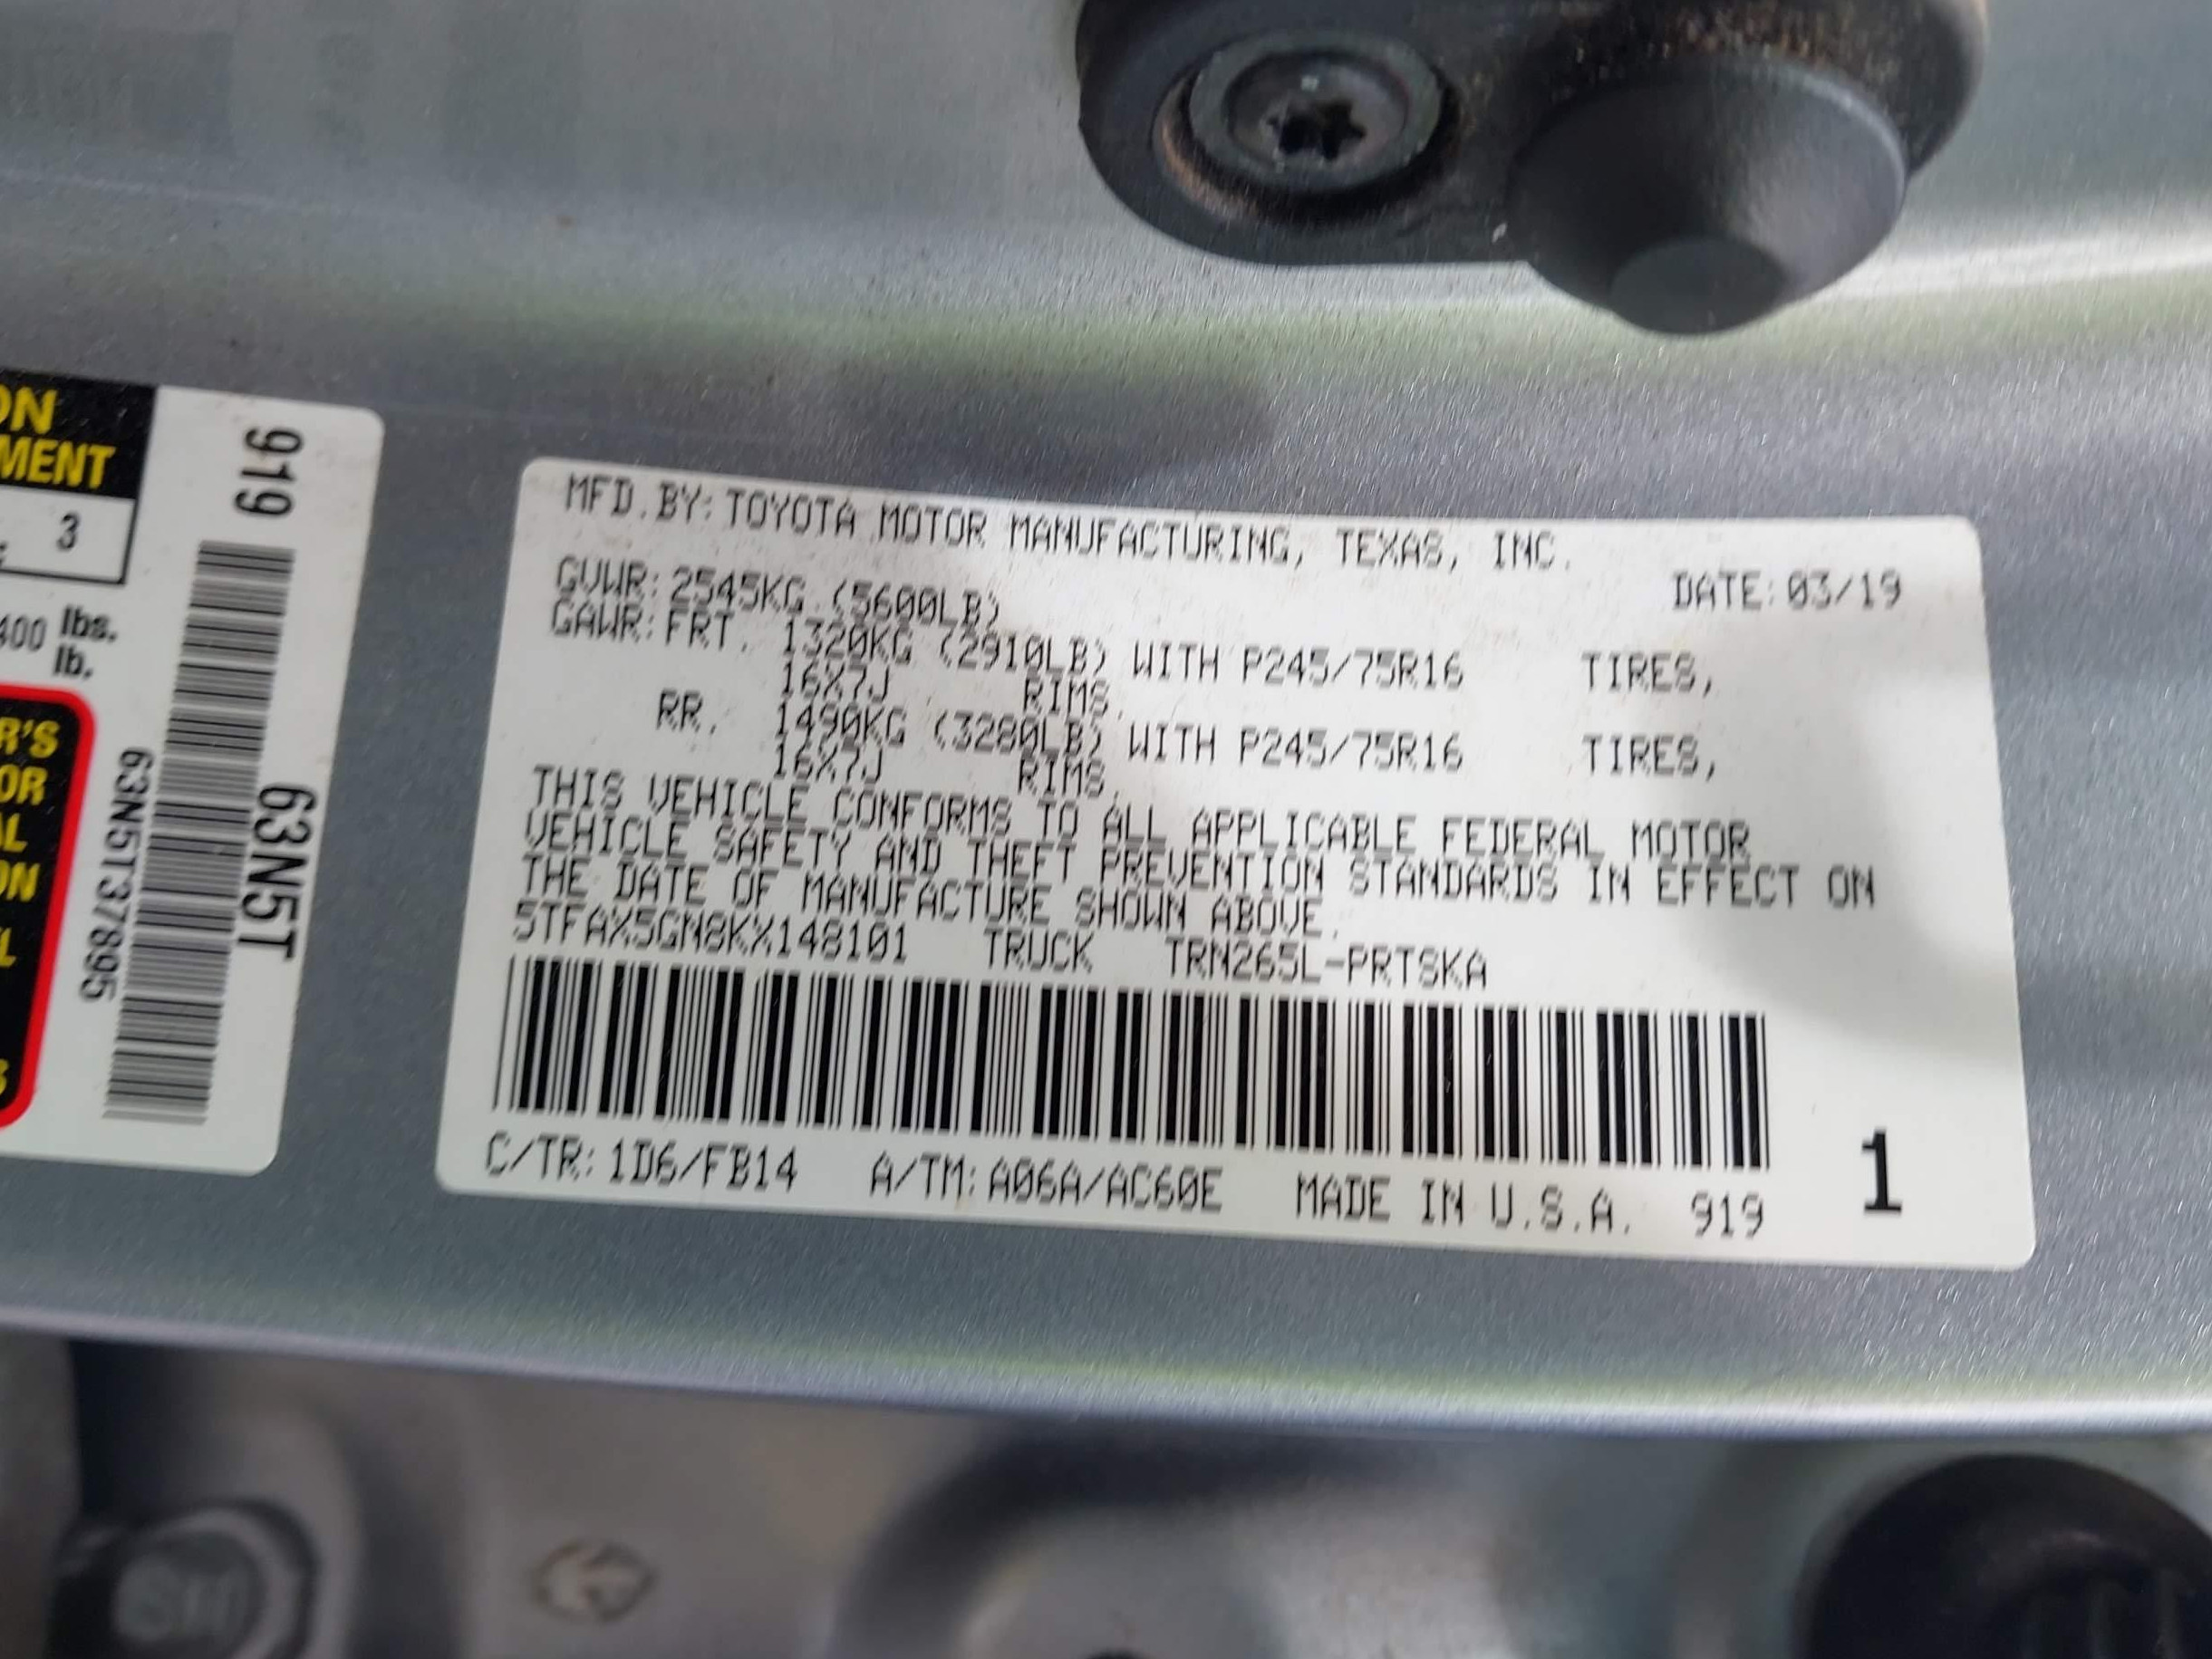 ON
MENT
3
400 lbs.
lb.
R'S
OR
AL
ON
L
919
63N5T
63N5T37895
MFD.BY:TOYOTA MOTOR MANUFACTURING, TEXAS, INC.
DATE:03/19
GVWR:2545KG (5600LB)
GAWR:FRT. 1320KG (2910LB) WITH P245/75R16 TIRES,
16X7J RIMS,
RR. 1490KG (3280LB) WITH P245/75R16 TIRES,
16X7J RIMS.
THIS VEHICLE CONFORMS TO ALL APPLICABLE FEDERAL MOTOR
VEHICLE SAFETY AND THEFT PREVENTION STANDARDS IN EFFECT ON
THE DATE OF MANUFACTURE SHOWN ABOVE.
5TFAX5GN8KX148101 TRUCK TRN265L-PRTSKA
C/TR:1D6/FB14 A/TM:A06A/AC60E MADE IN U.S.A. 919
1